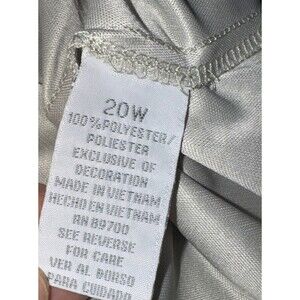 20W
100%POLYESTER/
POLIESTER
EXCLUSIVE OF
DECORATION
MADE IN VIETNAM
HECHO EN VIETNAM
RN 89700
SEE REVERSE
FOR CARE
VER AL DORSO
PARA CUIDADO